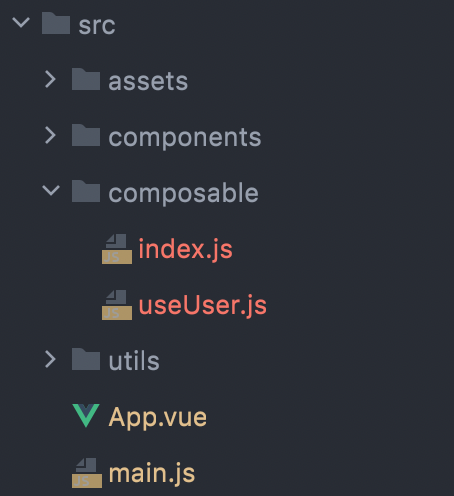 src
assets
components
composable
index.js
useUser.js
utils
App.vue
main.js